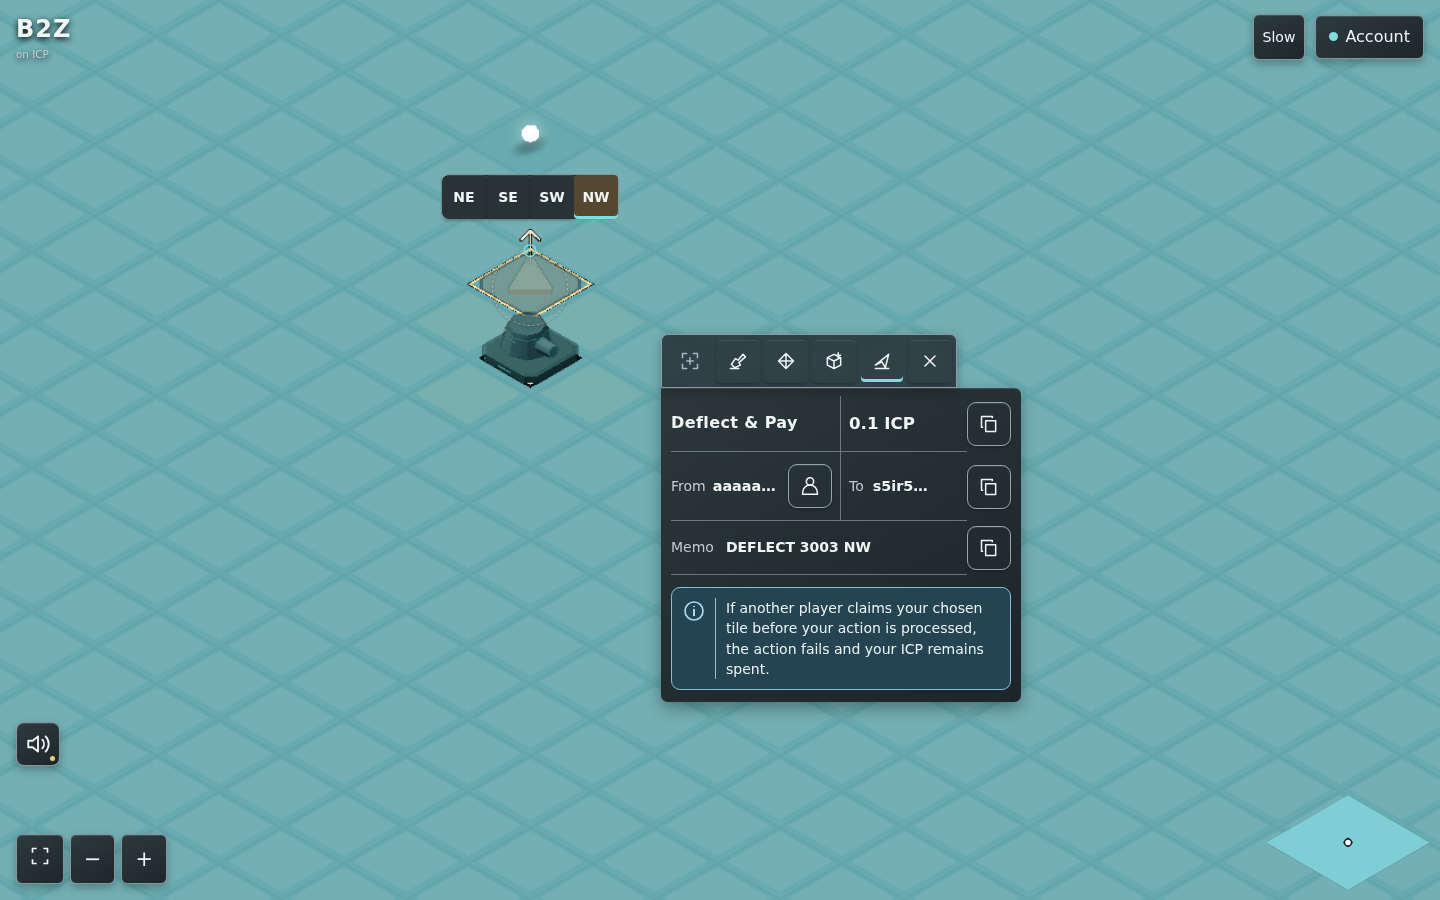 B2Z
on ICP
Slow
Account
NE SE SW NW
Deflect & Pay
0.1 ICP
From aaaaa...
To s5ir5...
Memo DEFLECT 3003 NW
If another player claims your chosen
tile before your action is processed,
the action fails and your ICP remains
spent.